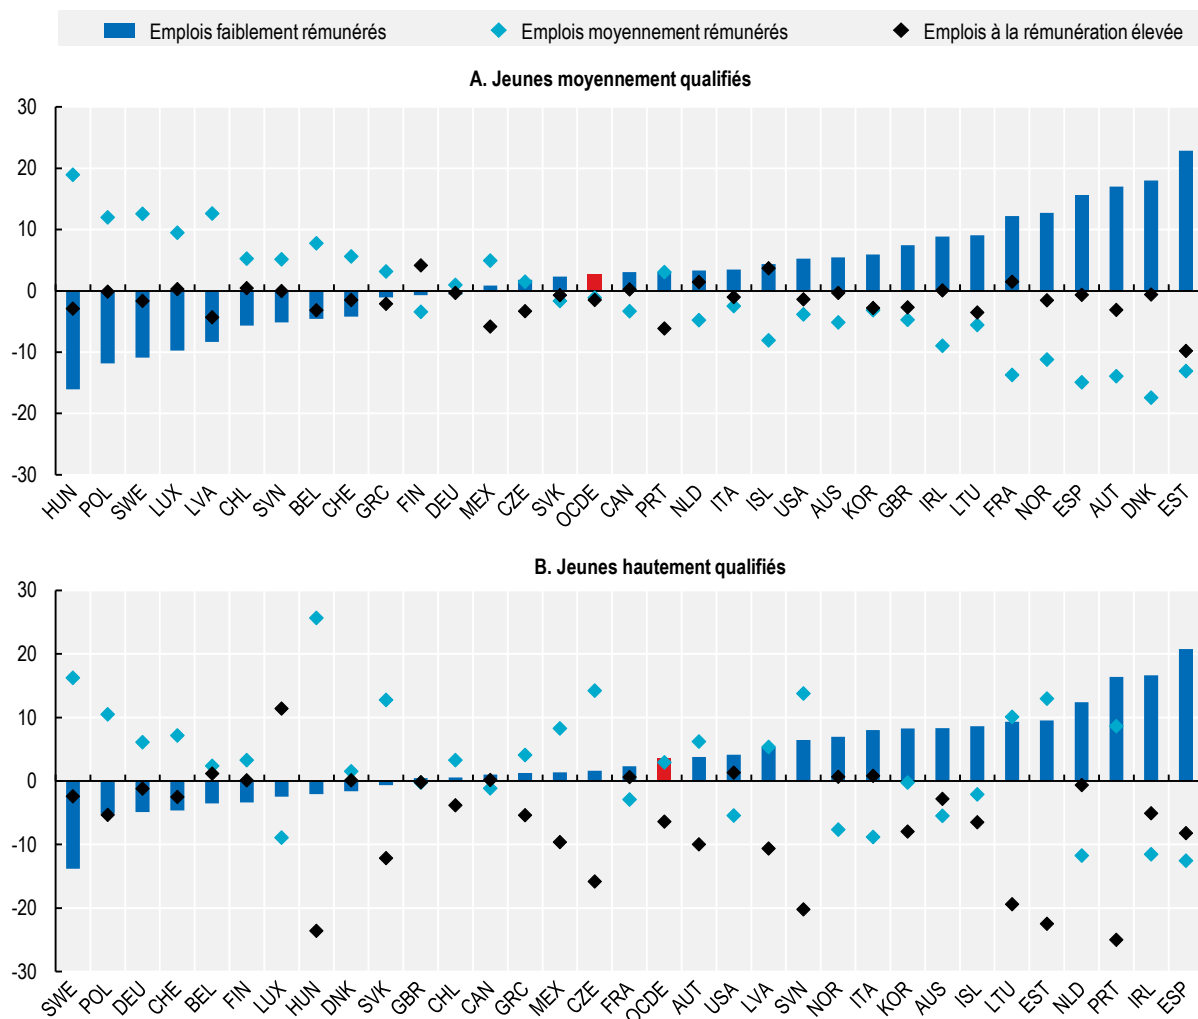 Emplois faiblement rémunérés Emplois moyennement rémunérés Emplois à la rémunération élevée
A. Jeunes moyennement qualifiés
30
20
10
0
-10
-20
-30
HUN POL SWE LUX LVA CHL SVN BEL CHE GRC FIN DEU MEX CZE SVK OCDE CAN PRT NLD ITA ISL USA AUS KOR GBR IRL LTU FRA NOR ESP AUT DNK EST
B. Jeunes hautement qualifiés
30
20
10
0
-10
-20
-30
SWE POL DEU CHE BEL FIN LUX HUN DNK SVK GBR CHL CAN GRC MEX CZE FRA OCDE AUT USA LVA SVN NOR ITA KOR AUS ISL LTU EST NLD PRT IRL ESP